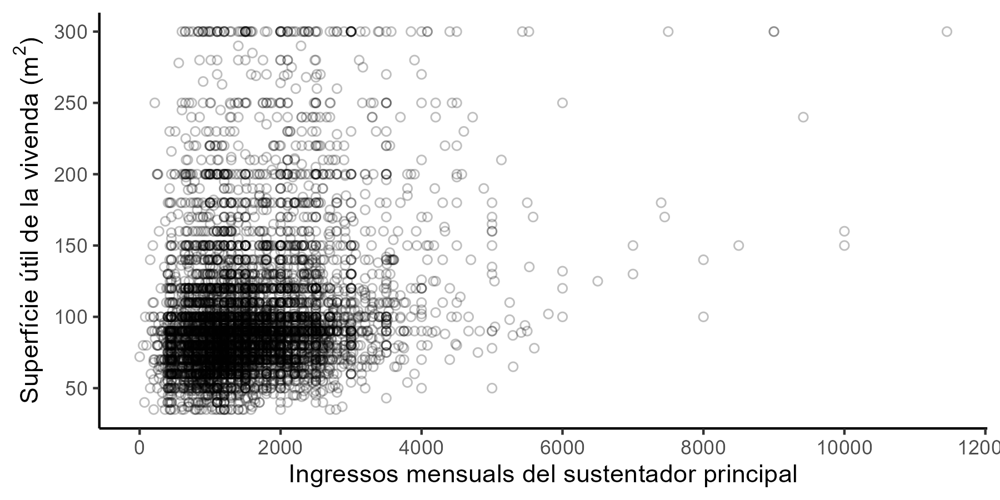 Superfície útil de la vivenda (m²)
300
250
200
150
100
50
0 2000 4000 6000 8000 10000 1200
Ingressos mensuals del sustentador principal